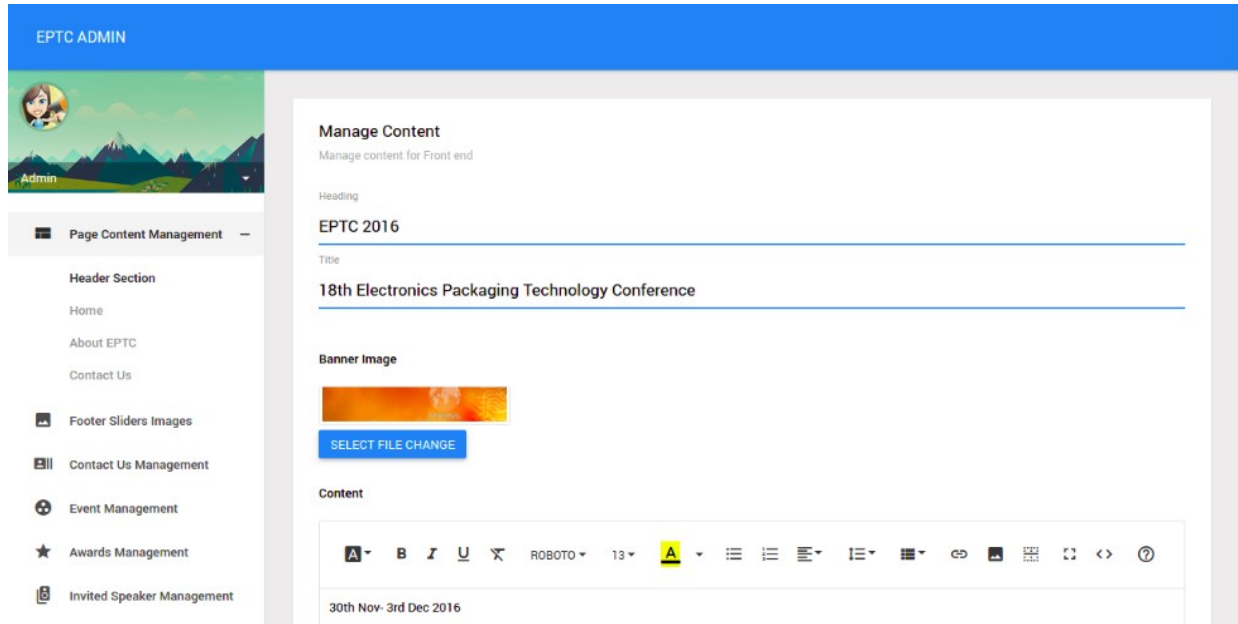 EPTC ADMIN
Admin
Page Content Management
Header Section
Home
About EPTC
Contact Us
Footer Sliders Images
Contact Us Management
Event Management
Awards Management
Invited Speaker Management
Manage Content
Manage content for Front end
Heading
EPTC 2016
Title
18th Electronics Packaging Technology Conference
Banner Image
SELECT FILE CHANGE
Content
A B I U ROBOTO 13 A
30th Nov- 3rd Dec 2016